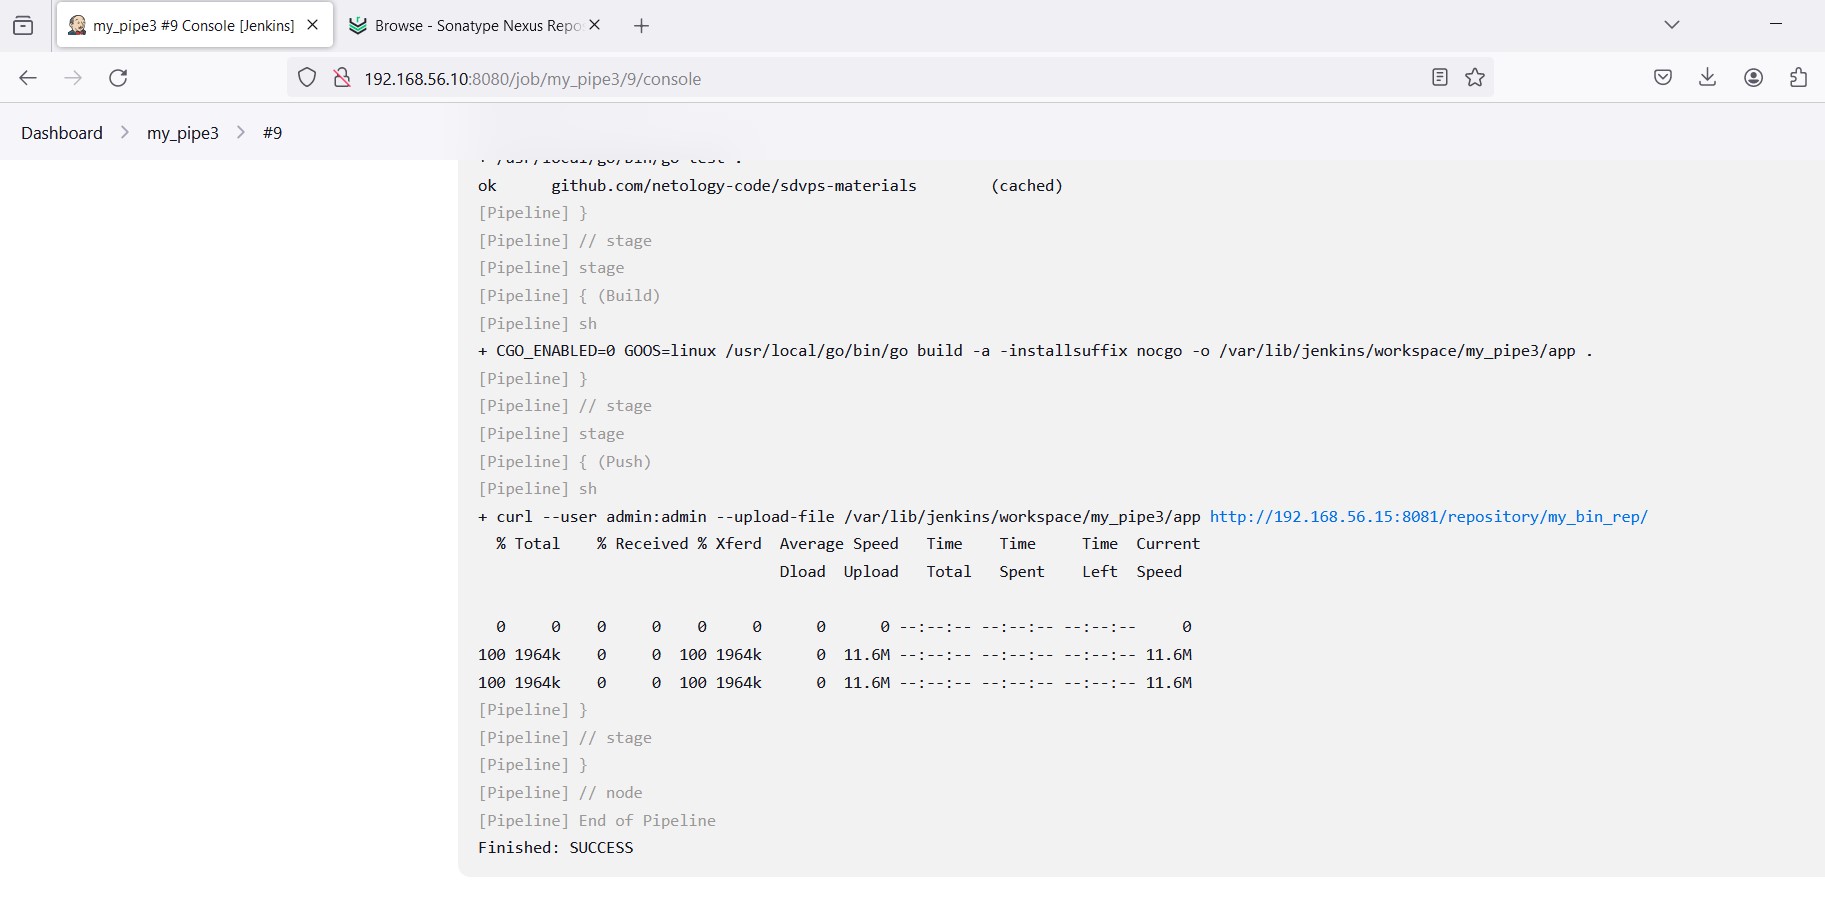 my_pipe3 #9 Console [Jenkins]
Browse - Sonatype Nexus Repo
192.168.56.10:8080/job/my_pipe3/9/console
Dashboard my_pipe3 #9
+ /usr/local/go/bin/go test .
ok github.com/netology-code/sdvps-materials (cached)
[Pipeline] }
[Pipeline] // stage
[Pipeline] stage
[Pipeline] { (Build)
[Pipeline] sh
+ CGO_ENABLED=0 GOOS=linux /usr/local/go/bin/go build -a -installsuffix nocgo -o /var/lib/jenkins/workspace/my_pipe3/app .
[Pipeline] }
[Pipeline] // stage
[Pipeline] stage
[Pipeline] { (Push)
[Pipeline] sh
+ curl --user admin:admin --upload-file /var/lib/jenkins/workspace/my_pipe3/app http://192.168.56.15:8081/repository/my_bin_rep/
% Total % Received % Xferd Average Speed Time Time Time Current
Dload Upload Total Spent Left Speed
0 0 0 0 0 0 0 0 --:--:-- --:--:-- --:--:-- 0
100 1964k 0 0 100 1964k 0 11.6M --:--:-- --:--:-- --:--:-- 11.6M
100 1964k 0 0 100 1964k 0 11.6M --:--:-- --:--:-- --:--:-- 11.6M
[Pipeline] }
[Pipeline] // stage
[Pipeline] }
[Pipeline] // node
[Pipeline] End of Pipeline
Finished: SUCCESS